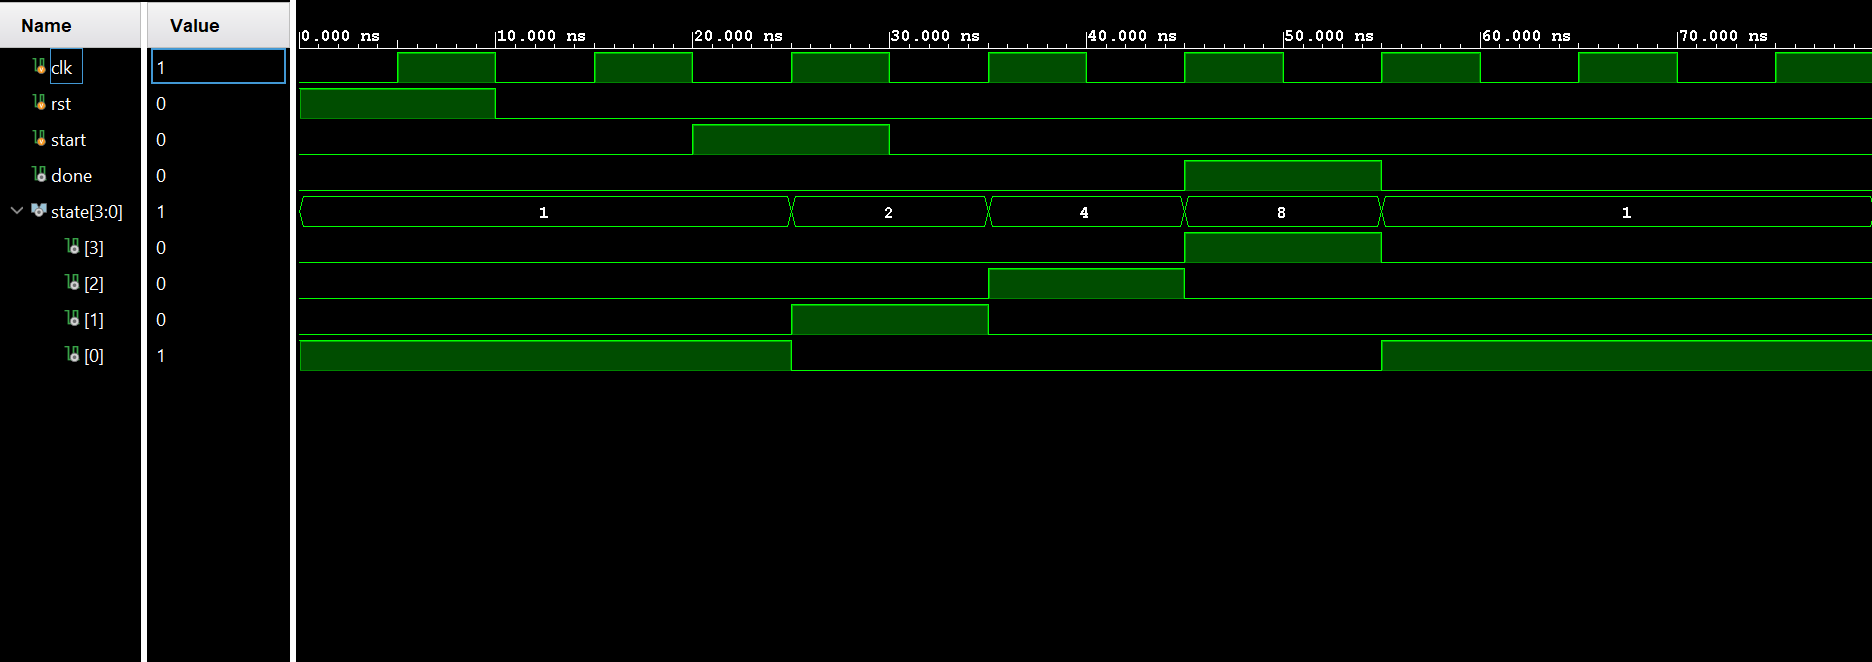 Name Value
0.000 ns 10.000 ns 20.000 ns 30.000 ns 40.000 ns 50.000 ns 60.000 ns 70.000 ns
clk 1
rst 0
start 0
done 0
state[3:0] 1 1 2 4 8 1
[3] 0
[2] 0
[1] 0
[0] 1